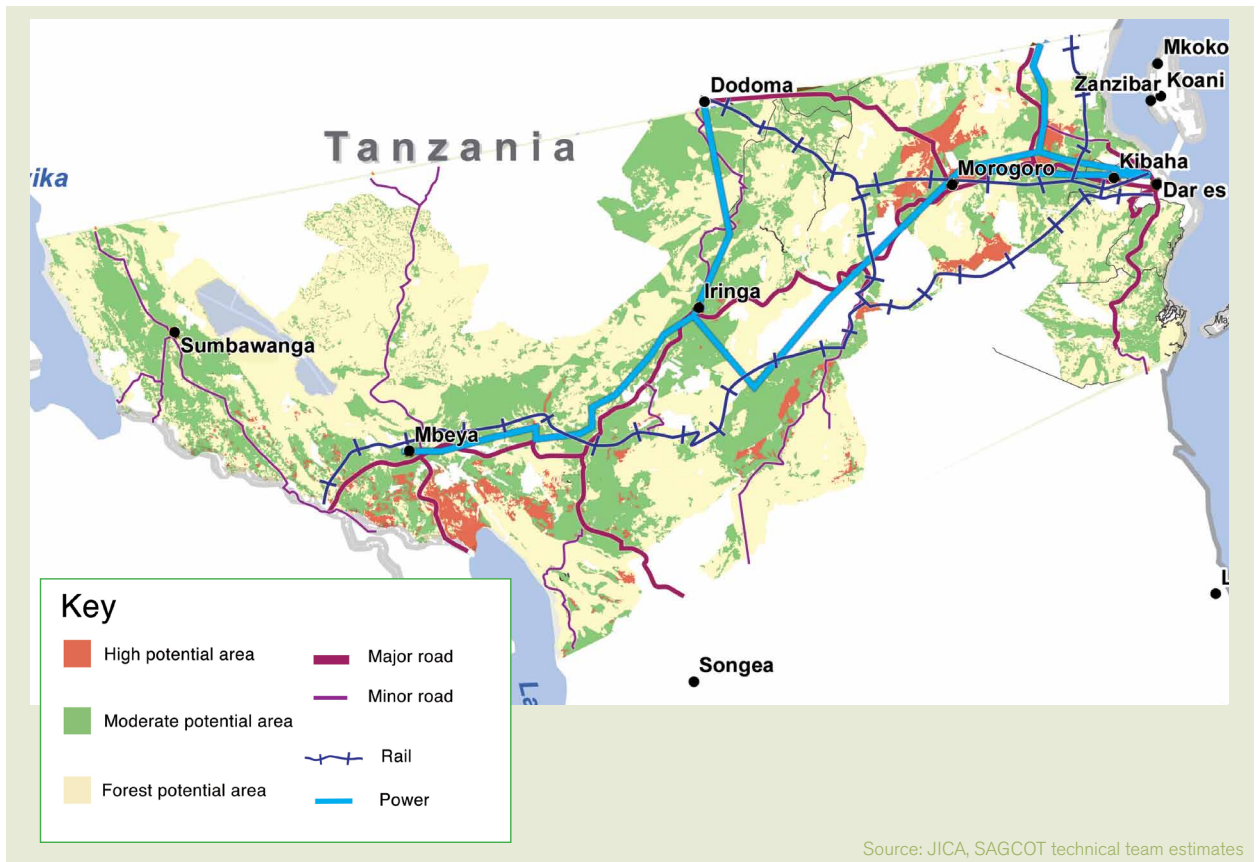 Mkoko
Dodoma
Zanzibar Koani
Tanzania
Kibaha
Morogoro
ika
Dar es
Iringa
Sumbawanga
Mbeya
Songea
L
La
Key
High potential area
Moderate potential area
Forest potential area
Major road
Minor road
Rail
Power
Source: JICA, SAGCOT technical team estimates